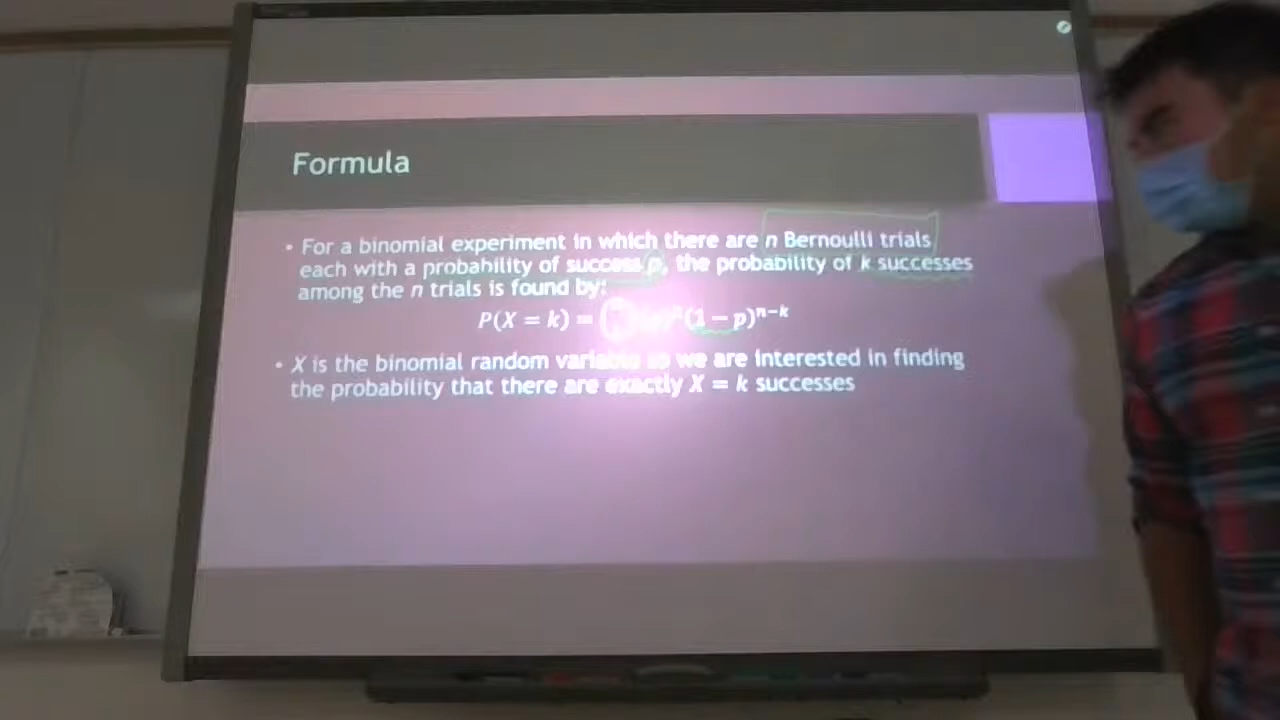 Formula
• For a binomial experiment in which there are n Bernoulli trials
each with a probability of success p, the probability of k successes
among the n trials is found by:
P(X = k) = (1 − p)ⁿ⁻ᵏ
• X is the binomial random variable so we are interested in finding
the probability that there are exactly X = k successes